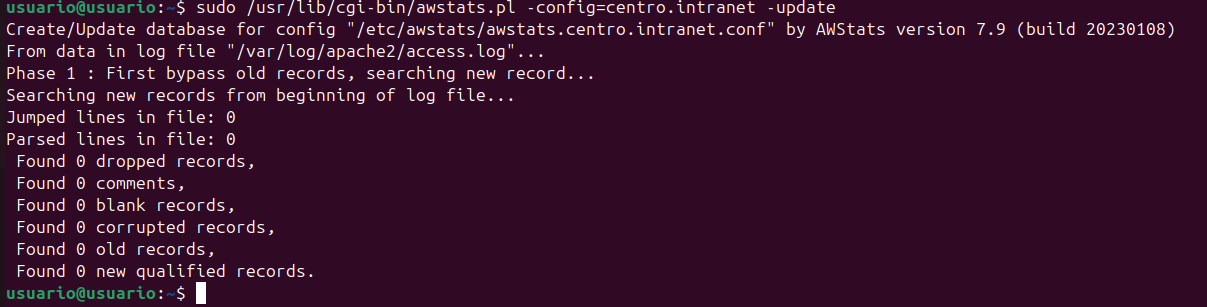 usuario@usuario:~$ sudo /usr/lib/cgi-bin/awstats.pl -config=centro.intranet -update
Create/Update database for config "/etc/awstats/awstats.centro.intranet.conf" by AWStats version 7.9 (build 20230108)
From data in log file "/var/log/apache2/access.log"...
Phase 1 : First bypass old records, searching new record...
Searching new records from beginning of log file...
Jumped lines in file: 0
Parsed lines in file: 0
 Found 0 dropped records,
 Found 0 comments,
 Found 0 blank records,
 Found 0 corrupted records,
 Found 0 old records,
 Found 0 new qualified records.
usuario@usuario:~$